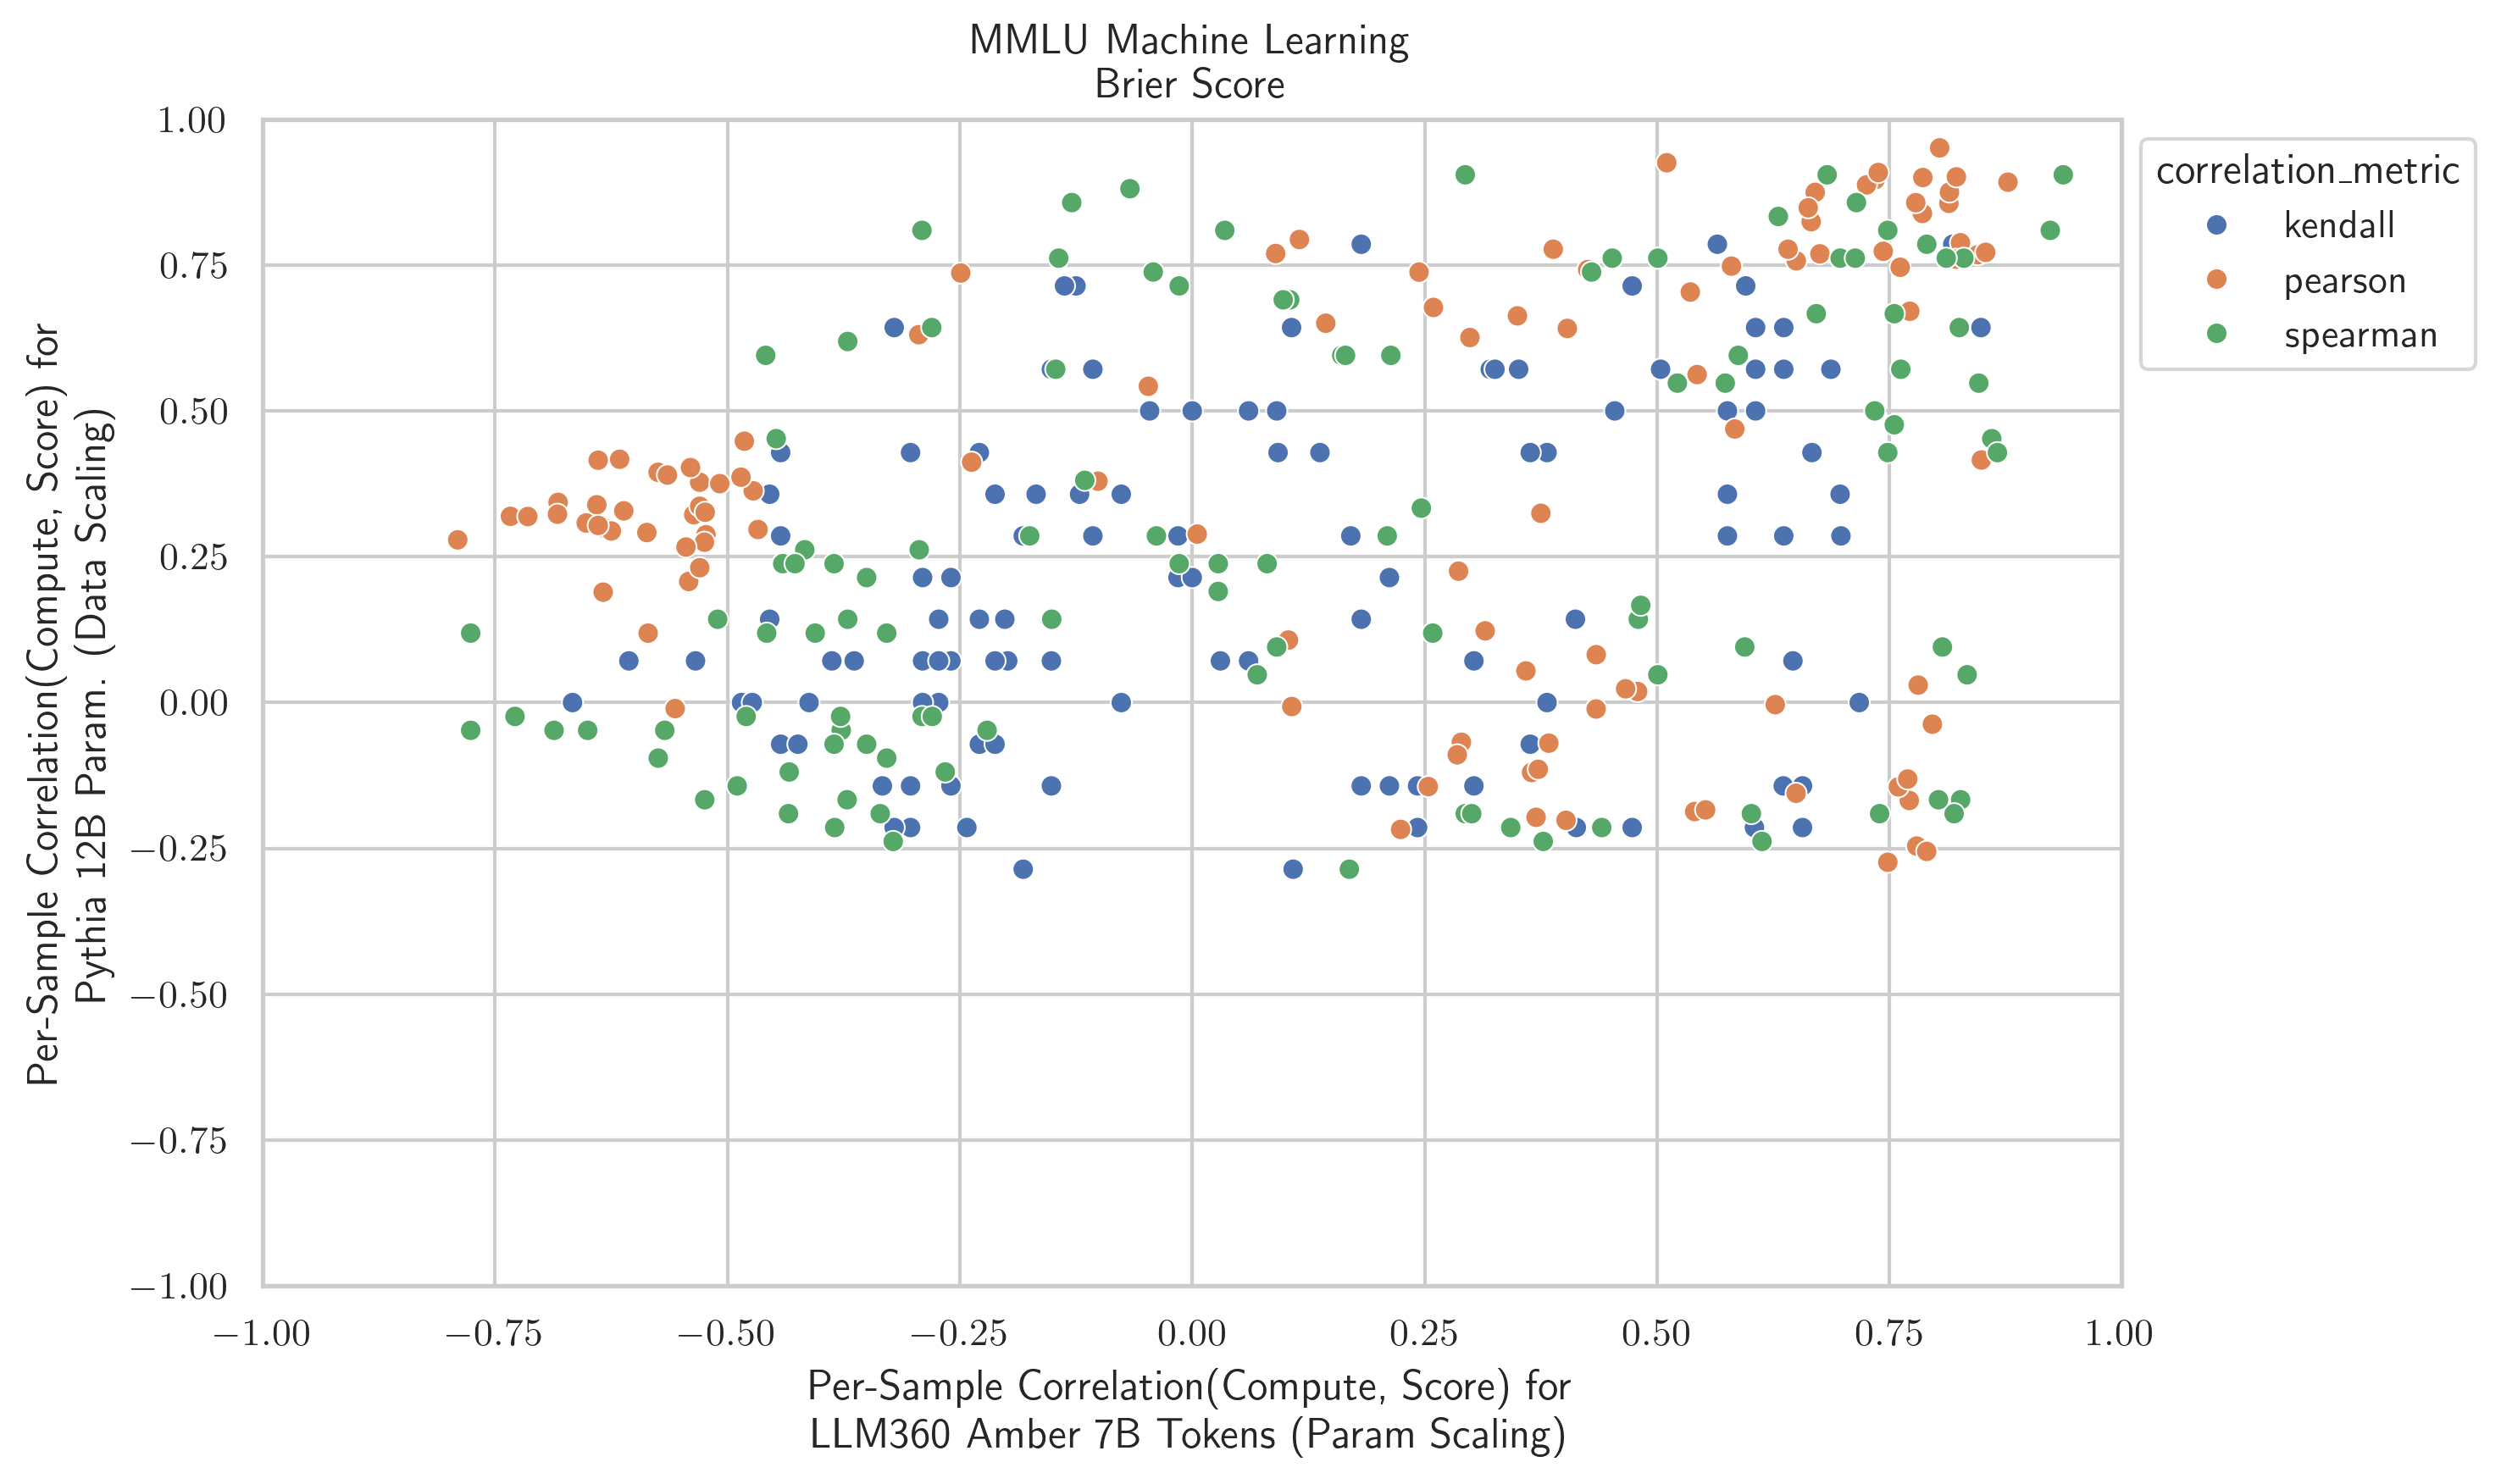 MMLU Machine Learning
Brier Score
Per-Sample Correlation(Compute, Score) for
Pythia 12B Param. (Data Scaling)
1.00
0.75
0.50
0.25
0.00
−0.25
−0.50
−0.75
−1.00
−1.00 −0.75 −0.50 −0.25 0.00 0.25 0.50 0.75 1.00
Per-Sample Correlation(Compute, Score) for
LLM360 Amber 7B Tokens (Param Scaling)
correlation_metric
kendall
pearson
spearman